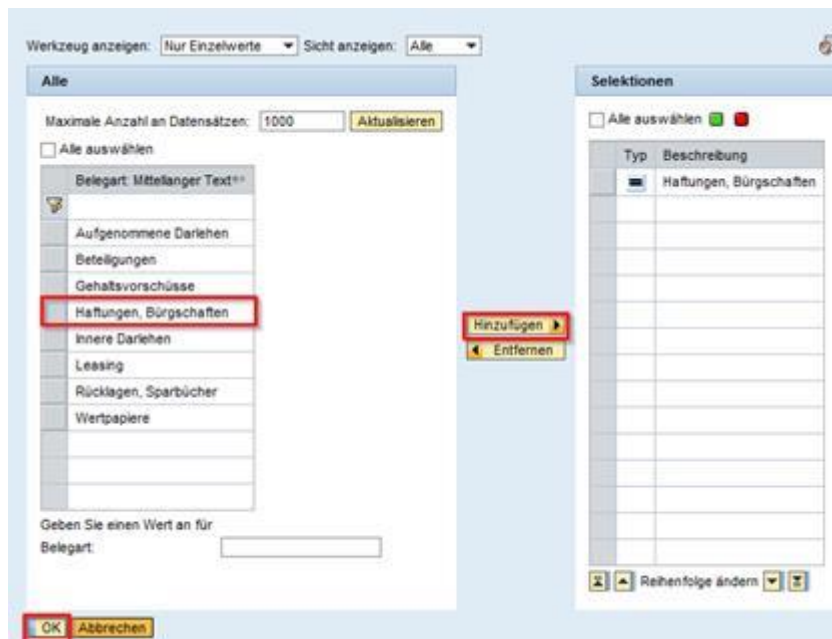 Werkzeug anzeigen: Nur Einzelwerte Sicht anzeigen: Alle
Alle
Maximale Anzahl an Datensätzen: 1000 Aktualisieren
Alle auswählen
Belegart: Mittellanger Text
Aufgenommene Darlehen
Beteiligungen
Gehaltsvorschüsse
Haftungen, Bürgschaften
Innere Darlehen
Leasing
Rücklagen, Sparbücher
Wertpapiere
Geben Sie einen Wert an für
Belegart:
Hinzufügen
Entfernen
Selektionen
Alle auswählen
Typ Beschreibung
Haftungen, Bürgschaften
Reihenfolge ändern
OK Abbrechen